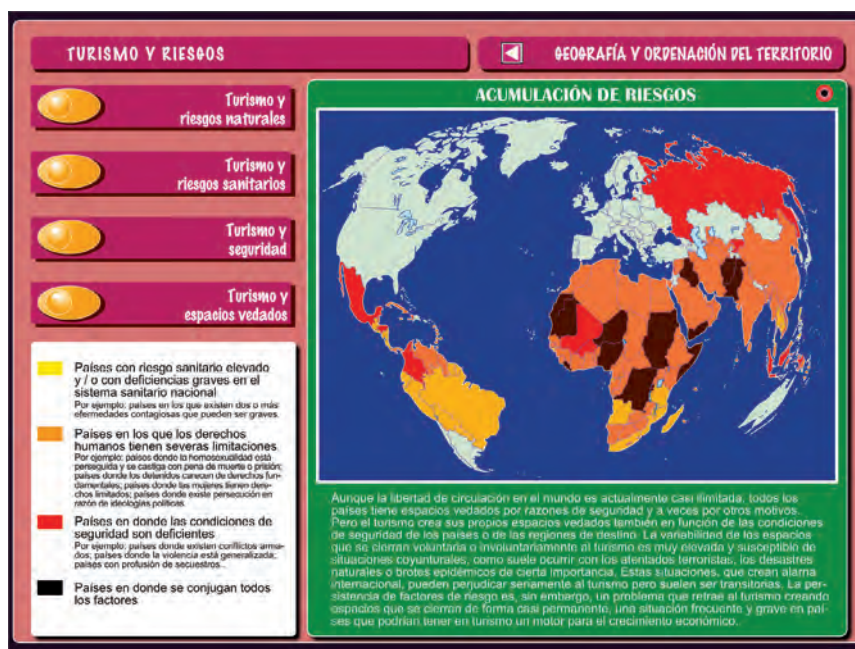 TURISMO Y RIESGOS
GEOGRAFÍA Y ORDENACIÓN DEL TERRITORIO
Turismo y
riesgos naturales
Turismo y
riesgos sanitarios
Turismo y
seguridad
Turismo y
espacios vedados
Países con riesgo sanitario elevado
y / o con deficiencias graves en el
sistema sanitario nacional
Por ejemplo: países en los que existen dos o más
efermedades contagiosas que pueden ser graves.
Países en los que los derechos
humanos tienen severas limitaciones
Por ejemplo: países donde la homosexualidad está
perseguida y se castiga con pena de muerte o prisión;
países donde los detenidos carecen de derechos fun-
damentales; países donde las mujeres tienen dere-
chos limitados; países donde existe persecución en
razón de ideologías políticas.
Países en donde las condiciones de
seguridad son deficientes
Por ejemplo: países donde existen conflictos arma-
dos; países donde la violencia está generalizada;
países con profusión de secuestros...
Países en donde se conjugan todos
los factores
ACUMULACIÓN DE RIESGOS
Aunque la libertad de circulación en el mundo es actualmente casi ilimitada, todos los
países tiene espacios vedados por razones de seguridad y a veces por otros motivos.
Pero el turismo crea sus propios espacios vedados también en función de las condiciones
de seguridad de los países o de las regiones de destino. La variabilidad de los espacios
que se cierran voluntaria o involuntariamente al turismo es muy elevada y susceptible de
situaciones coyunturales, como suele ocurrir con los atentados terroristas, los desastres
naturales o brotes epidémicos de cierta importancia. Estas situaciones, que crean alarma
internacional, pueden perjudicar seriamente al turismo pero suelen ser transitorias. La per-
sistencia de factores de riesgo es, sin embargo, un problema que retrae al turismo creando
espacios que se cierran de forma casi permanente, una situación frecuente y grave en paí-
ses que podrían tener en turismo un motor para el crecimiento económico.